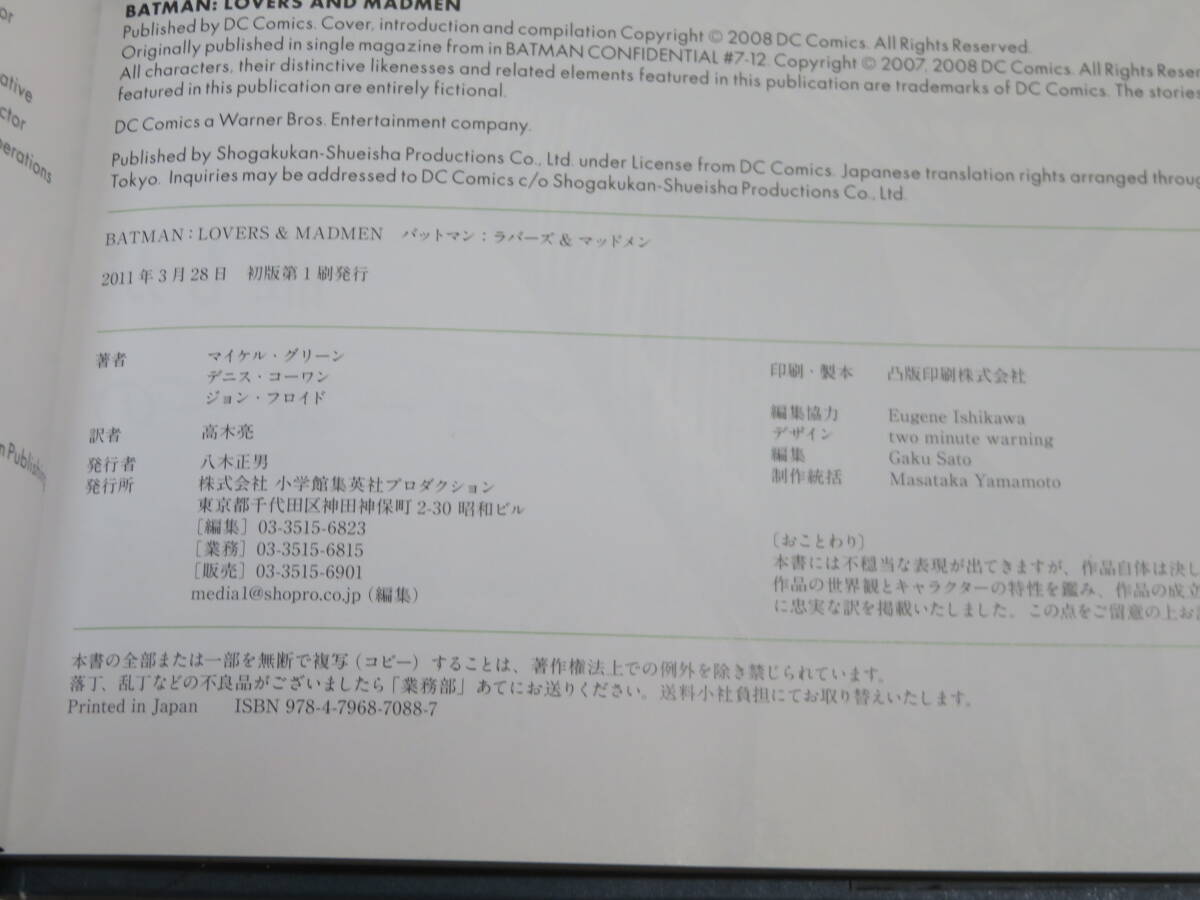 or
ative
ctor
perations
n Publishing
BATMAN: LOVERS AND MADMEN
Published by DC Comics. Cover, introduction and compilation Copyright © 2008 DC Comics. All Rights Reserved.
Originally published in single magazine from in BATMAN CONFIDENTIAL #7-12. Copyright © 2007, 2008 DC Comics. All Rights Reser
All characters, their distinctive likenesses and related elements featured in this publication are trademarks of DC Comics. The stories
featured in this publication are entirely fictional.
DC Comics a Warner Bros. Entertainment company.
Published by Shogakukan-Shueisha Productions Co., Ltd. under License from DC Comics. Japanese translation rights arranged throug
Tokyo. Inquiries may be addressed to DC Comics c/o Shogakukan-Shueisha Productions Co., Ltd.
BATMAN : LOVERS & MADMEN バットマン：ラバーズ & マッドメン
2011年3月28日 初版第1刷発行
著者 マイケル・グリーン
デニス・コーワン
ジョン・フロイド
訳者 高木亮
発行者 八木正男
発行所 株式会社 小学館集英社プロダクション
東京都千代田区神田神保町 2-30 昭和ビル
［編集］03-3515-6823
［業務］03-3515-6815
［販売］03-3515-6901
media1@shopro.co.jp（編集）
印刷・製本 凸版印刷株式会社
編集協力 Eugene Ishikawa
デザイン two minute warning
編集 Gaku Sato
制作統括 Masataka Yamamoto
〔おことわり〕
本書には不穏当な表現が出てきますが、作品自体は決し
作品の世界観とキャラクターの特性を鑑み、作品の成立
に忠実な訳を掲載いたしました。この点をご留意の上お
本書の全部または一部を無断で複写（コピー）することは、著作権法上での例外を除き禁じられています。
落丁、乱丁などの不良品がございましたら「業務部」あてにお送りください。送料小社負担にてお取り替えいたします。
Printed in Japan ISBN 978-4-7968-7088-7